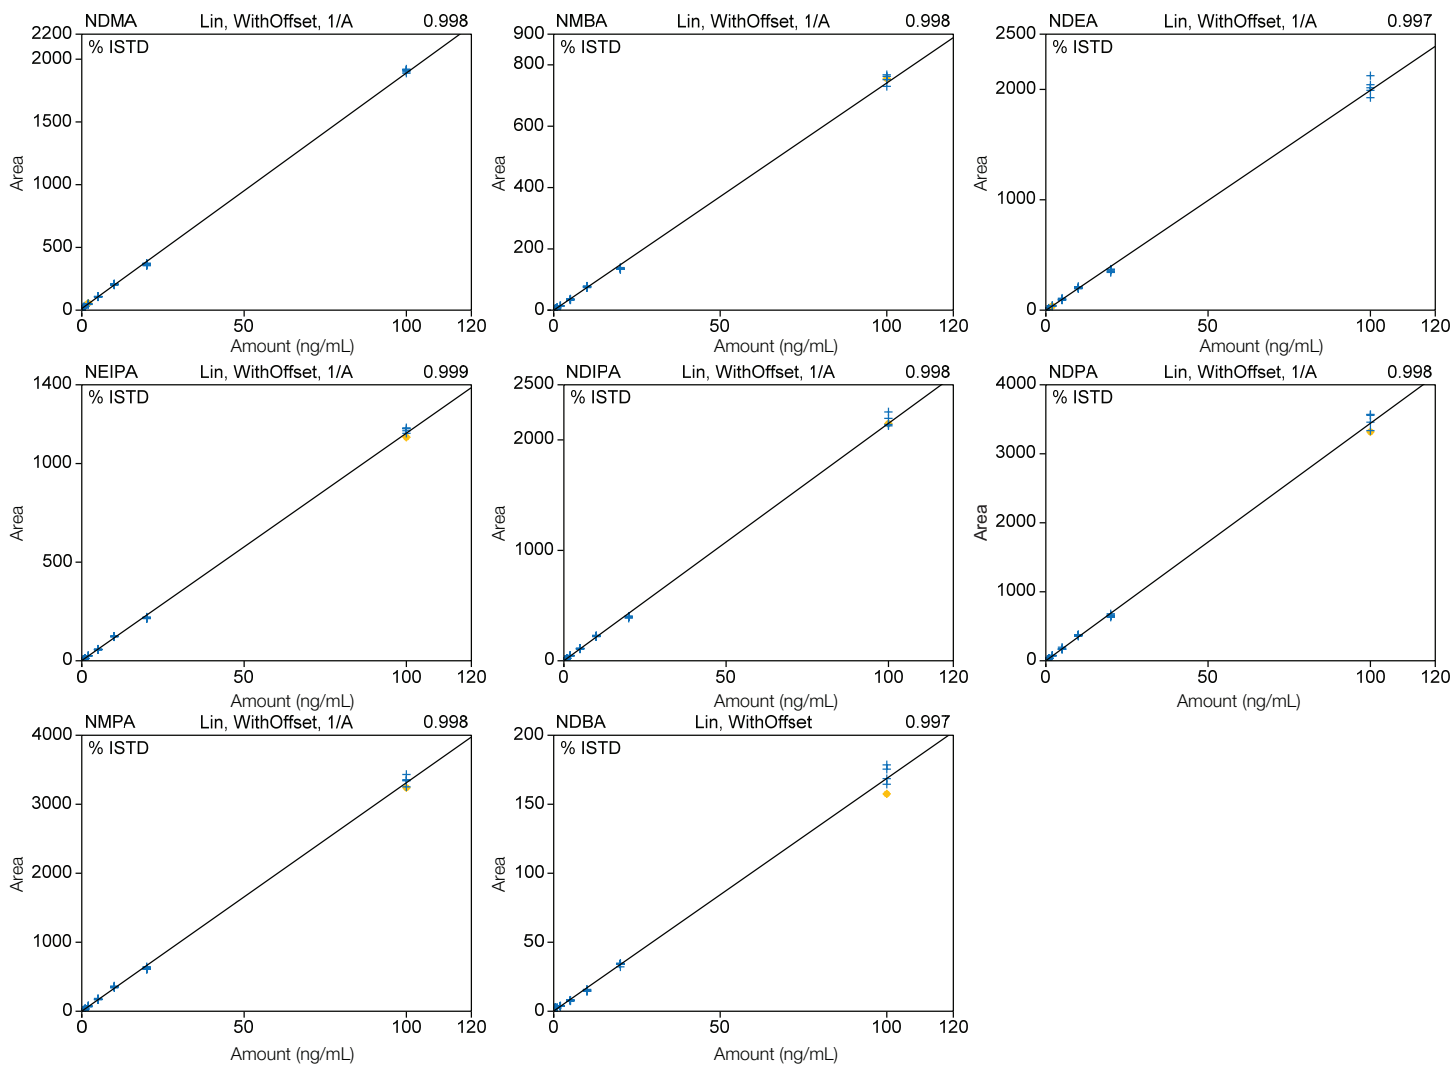 NDMA Lin, WithOffset, 1/A 0.998
% ISTD
2200
2000
1500
1000
500
0
Area
0 50 100 120
Amount (ng/mL)
NMBA Lin, WithOffset, 1/A 0.998
% ISTD
900
800
600
400
200
0
Area
0 50 100 120
Amount (ng/mL)
NDEA Lin, WithOffset, 1/A 0.997
% ISTD
2500
2000
1000
0
Area
0 50 100 120
Amount (ng/mL)
NEIPA Lin, WithOffset, 1/A 0.999
% ISTD
1400
1000
500
0
Area
0 50 100 120
Amount (ng/mL)
NDIPA Lin, WithOffset, 1/A 0.998
% ISTD
2500
2000
1000
0
Area
0 50 100 120
Amount (ng/mL)
NDPA Lin, WithOffset, 1/A 0.998
% ISTD
4000
3000
2000
1000
0
Area
0 50 100 120
Amount (ng/mL)
NMPA Lin, WithOffset, 1/A 0.998
% ISTD
4000
3000
2000
1000
0
Area
0 50 100 120
Amount (ng/mL)
NDBA Lin, WithOffset 0.997
% ISTD
200
150
100
50
0
Area
0 50 100 120
Amount (ng/mL)